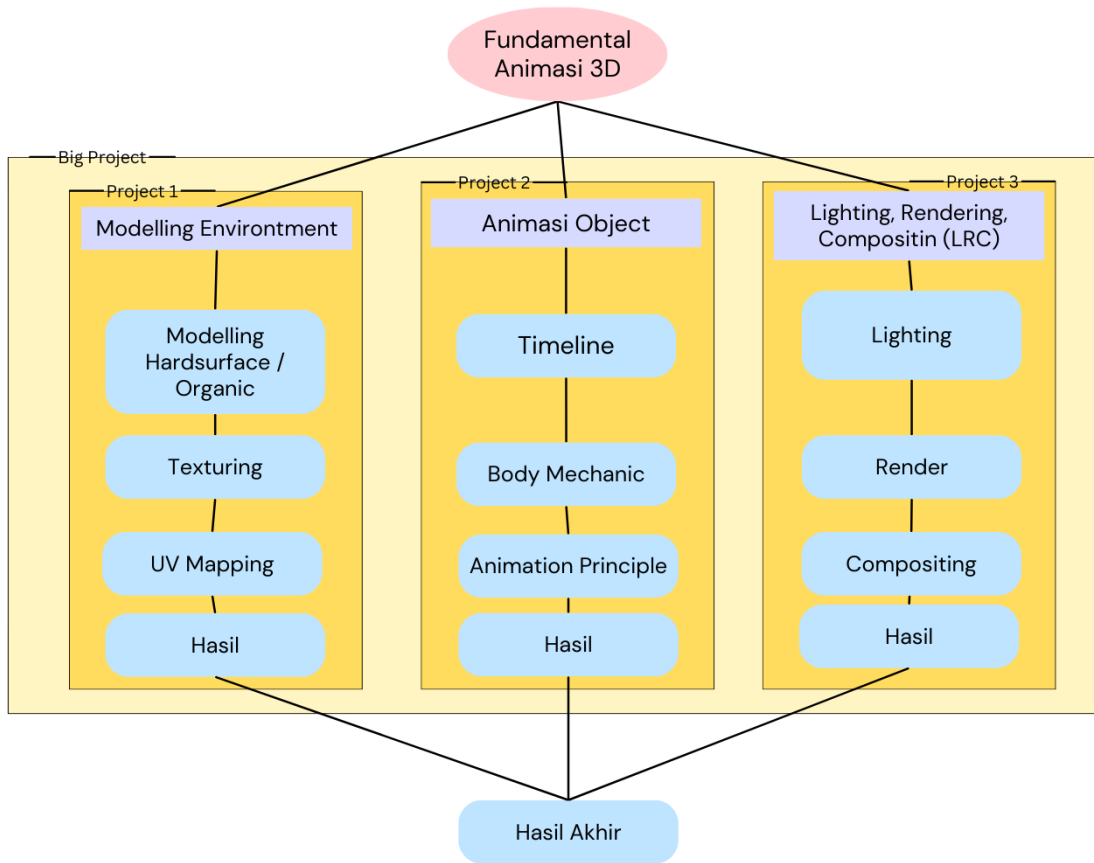 Fundamental
Animasi 3D
Big Project
Project 1
Modelling Environtment
Modelling
Hardsurface /
Organic
Texturing
UV Mapping
Hasil
Project 2
Animasi Object
Timeline
Body Mechanic
Animation Principle
Hasil
Project 3
Lighting, Rendering,
Compositin (LRC)
Lighting
Render
Compositing
Hasil
Hasil Akhir